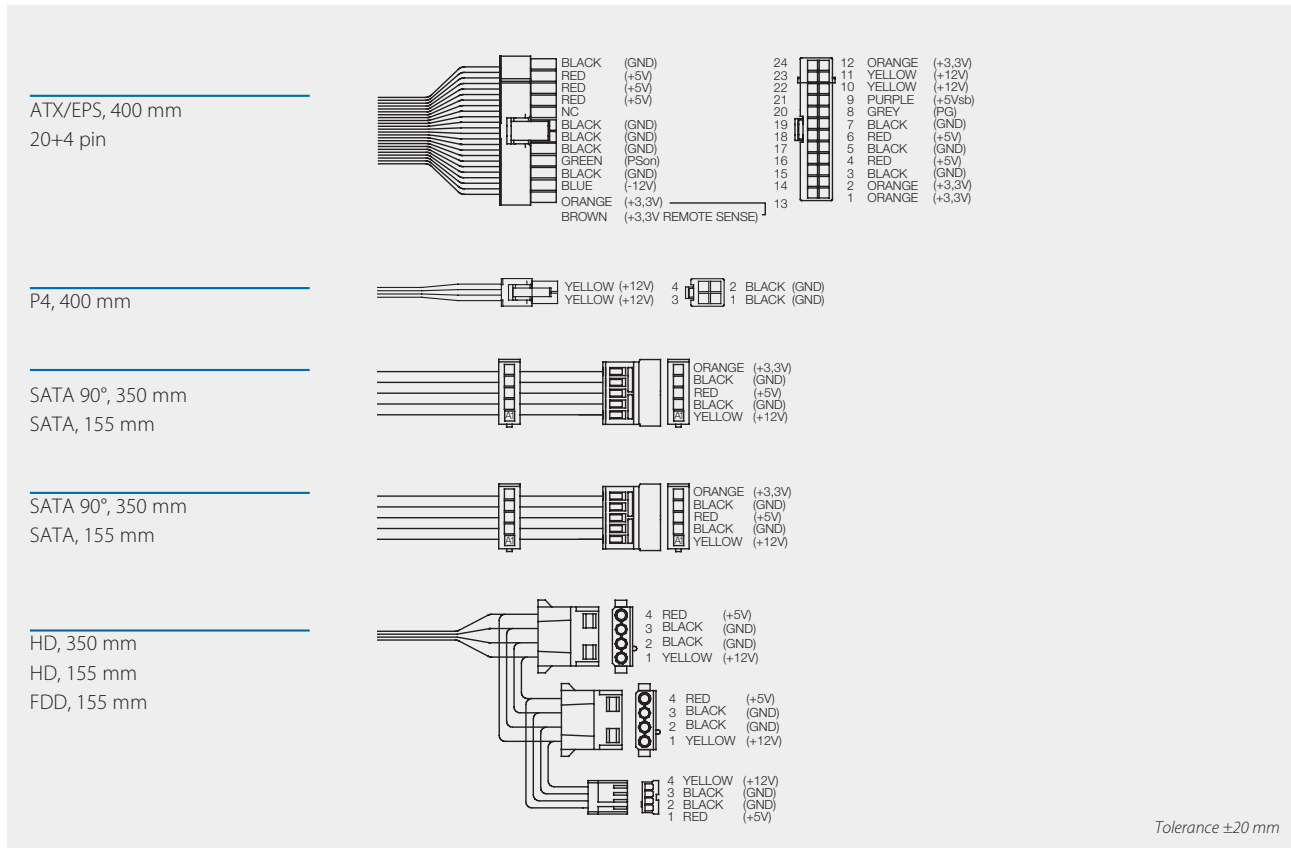 ATX/EPS, 400 mm
20+4 pin
BLACK (GND) 24
RED (+5V) 23
RED (+5V) 22
RED (+5V) 21
NC 20
BLACK (GND) 19
BLACK (GND) 18
BLACK (GND) 17
GREEN (PSon) 16
BLACK (GND) 15
BLUE (-12V) 14
ORANGE (+3,3V) 13
BROWN (+3,3V REMOTE SENSE)
12 ORANGE (+3,3V)
11 YELLOW (+12V)
10 YELLOW (+12V)
9 PURPLE (+5Vsb)
8 GREY (PG)
7 BLACK (GND)
6 RED (+5V)
5 BLACK (GND)
4 RED (+5V)
3 BLACK (GND)
2 ORANGE (+3,3V)
1 ORANGE (+3,3V)
P4, 400 mm
YELLOW (+12V) 4
YELLOW (+12V) 3
2 BLACK (GND)
1 BLACK (GND)
SATA 90°, 350 mm
SATA, 155 mm
A1
A1
ORANGE (+3,3V)
BLACK (GND)
RED (+5V)
BLACK (GND)
YELLOW (+12V)
SATA 90°, 350 mm
SATA, 155 mm
A1
A1
ORANGE (+3,3V)
BLACK (GND)
RED (+5V)
BLACK (GND)
YELLOW (+12V)
HD, 350 mm
HD, 155 mm
FDD, 155 mm
4 RED (+5V)
3 BLACK (GND)
2 BLACK (GND)
1 YELLOW (+12V)
4 RED (+5V)
3 BLACK (GND)
2 BLACK (GND)
1 YELLOW (+12V)
4 YELLOW (+12V)
3 BLACK (GND)
2 BLACK (GND)
1 RED (+5V)
Tolerance ±20 mm